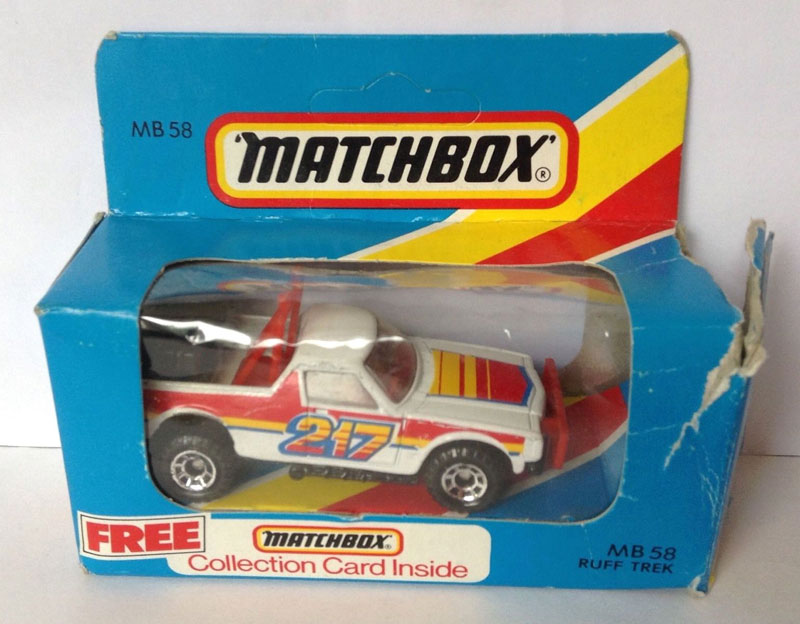 MB 58
'MATCHBOX'®
217
FREE
MATCHBOX®
Collection Card Inside
MB 58
RUFF TREK